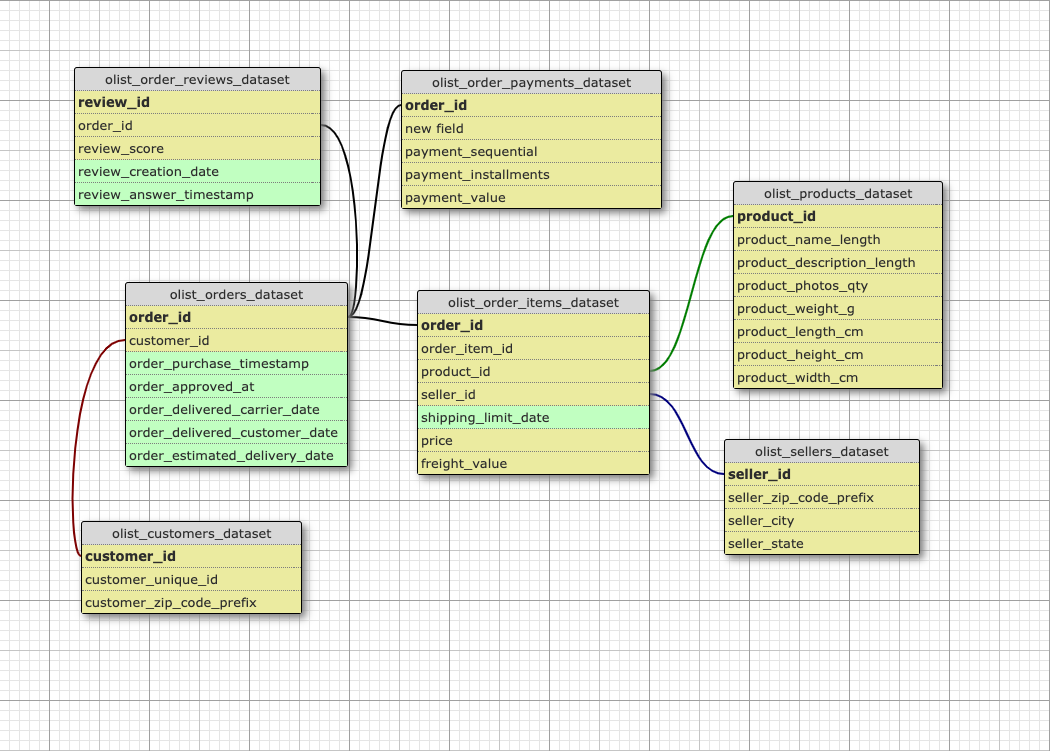 olist_order_reviews_dataset
review_id
order_id
review_score
review_creation_date
review_answer_timestamp
olist_order_payments_dataset
order_id
new field
payment_sequential
payment_installments
payment_value
olist_products_dataset
product_id
product_name_length
product_description_length
product_photos_qty
product_weight_g
product_length_cm
product_height_cm
product_width_cm
olist_orders_dataset
order_id
customer_id
order_purchase_timestamp
order_approved_at
order_delivered_carrier_date
order_delivered_customer_date
order_estimated_delivery_date
olist_order_items_dataset
order_id
order_item_id
product_id
seller_id
shipping_limit_date
price
freight_value
olist_sellers_dataset
seller_id
seller_zip_code_prefix
seller_city
seller_state
olist_customers_dataset
customer_id
customer_unique_id
customer_zip_code_prefix